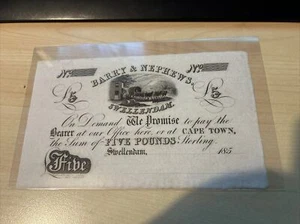 No No
BARRY & NEPHEWS.
£5 £5
SWELLENDAM.
On Demand We Promise to pay the
Bearer at our Office here, or at CAPE TOWN,
the Sum of FIVE POUNDS Sterling.
Swellendam, 185
Five